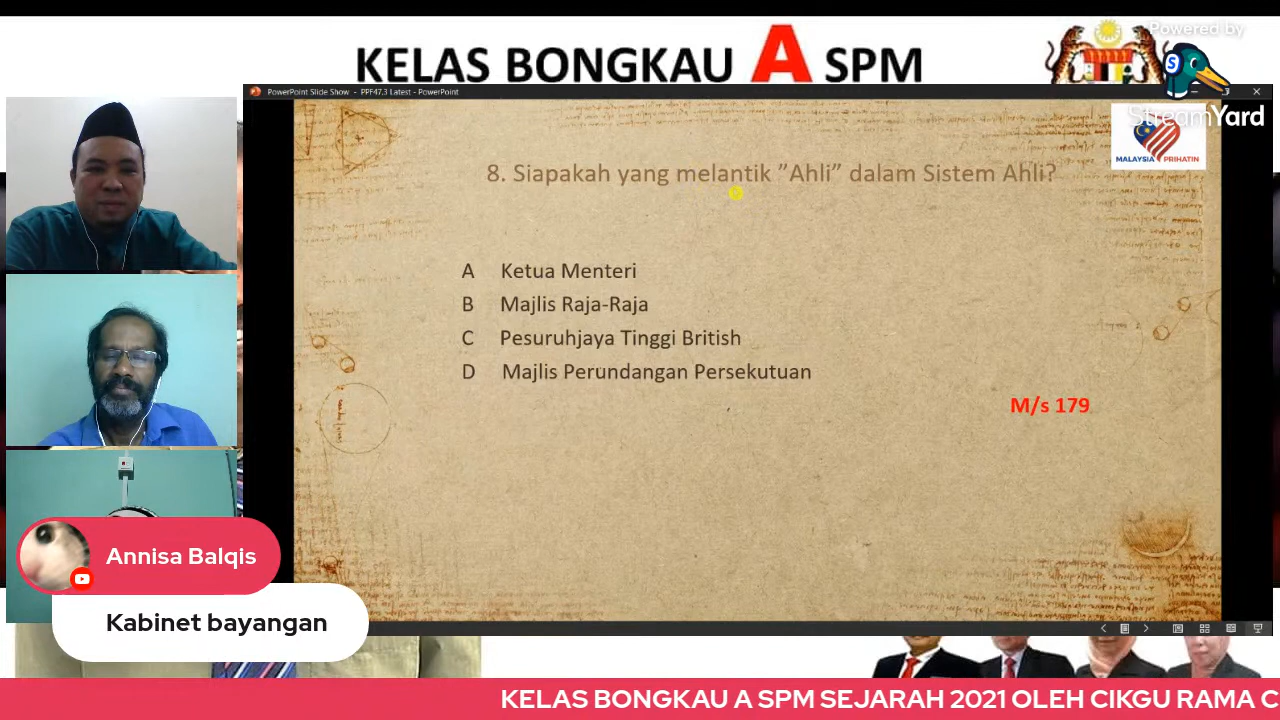 KELAS BONGKAU A SPM
Powered by
StreamYard
PowerPoint Slide Show - PPF47,3 Latest - PowerPoint
MALAYSIA PRIHATIN
8. Siapakah yang melantik ”Ahli” dalam Sistem Ahli?
A Ketua Menteri
B Majlis Raja-Raja
C Pesuruhjaya Tinggi British
D Majlis Perundangan Persekutuan
M/s 179
Annisa Balqis
Kabinet bayangan
KELAS BONGKAU A SPM SEJARAH 2021 OLEH CIKGU RAMA C